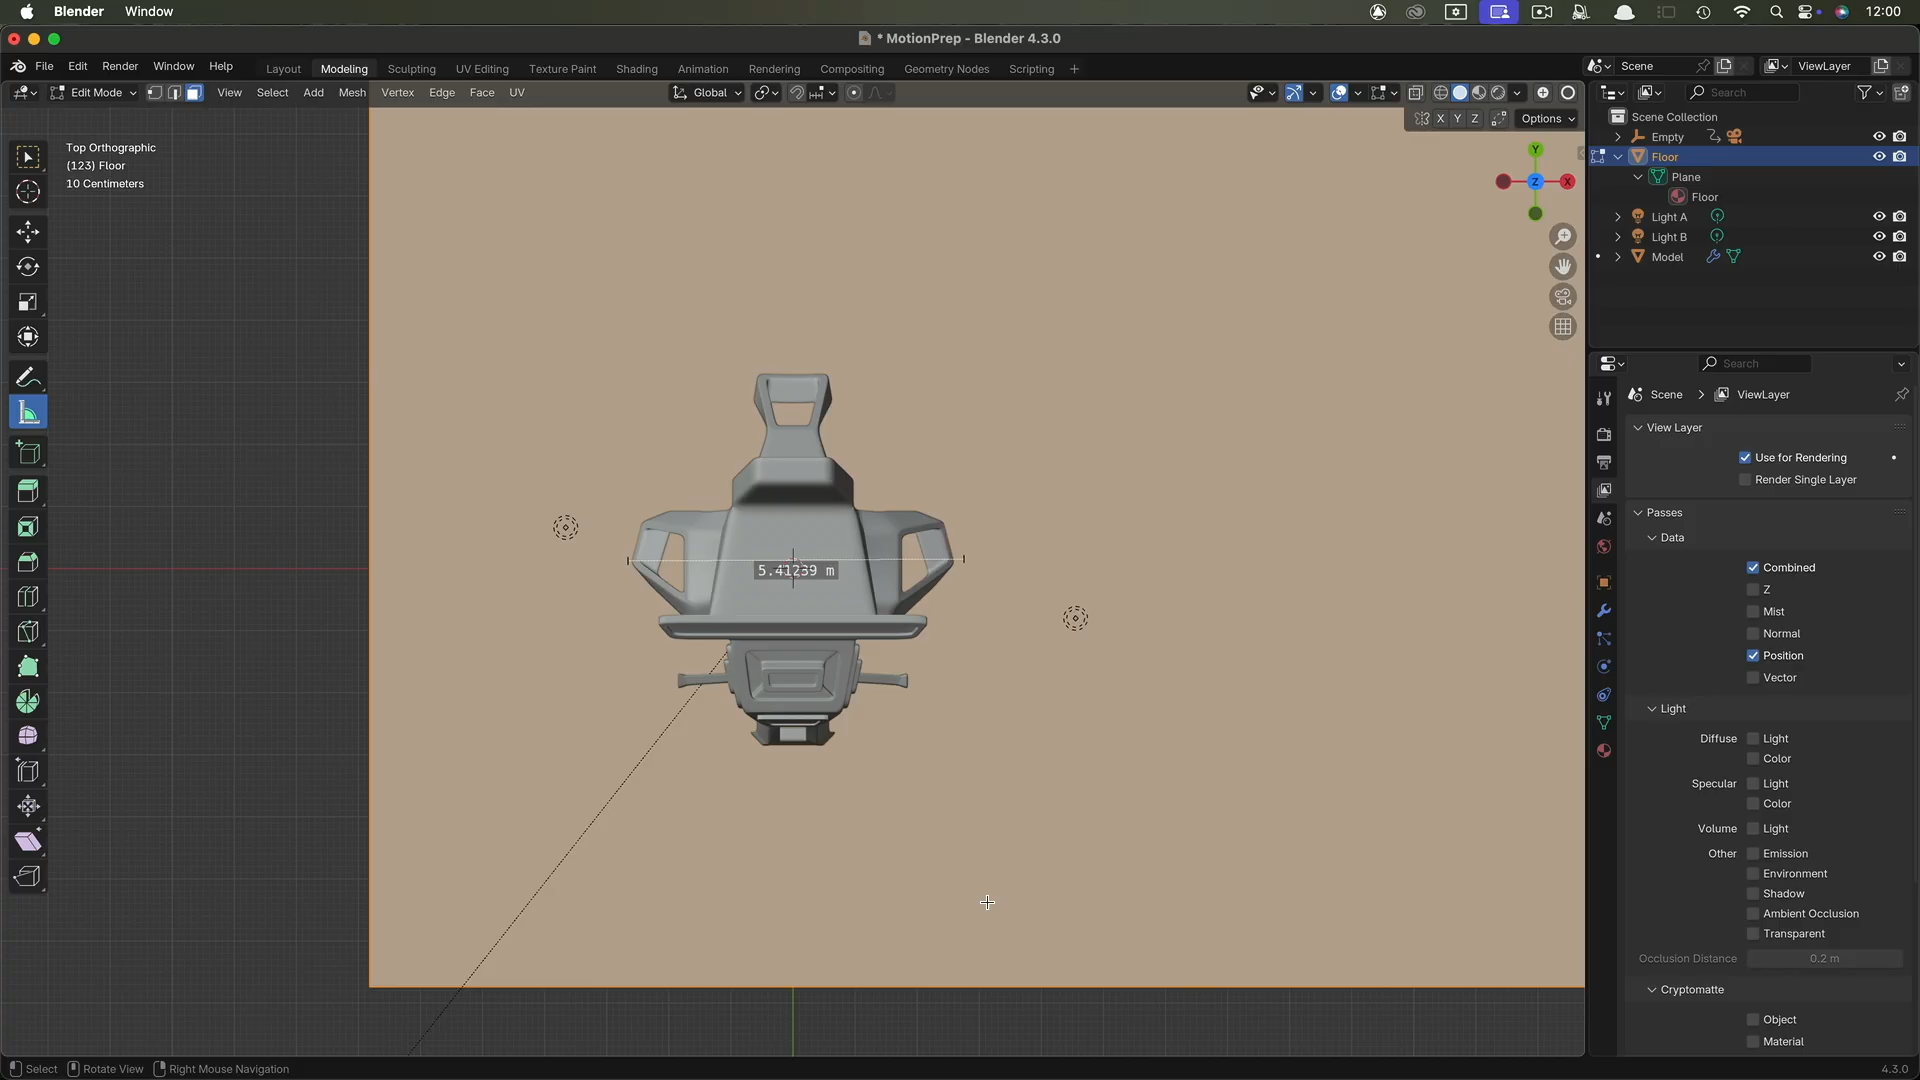 Blender Window 12:00
* MotionPrep - Blender 4.3.0
File Edit Render Window Help Layout Modeling Sculpting UV Editing Texture Paint Shading Animation Rendering Compositing Geometry Nodes Scripting + Scene ViewLayer
Edit Mode View Select Add Mesh Vertex Edge Face UV Global Search
X Y Z Options
Top Orthographic
(123) Floor
10 Centimeters
Y
Z X
5.41239 m
Scene Collection
Empty
Floor
Plane
Floor
Light A
Light B
Model
Search
Scene ViewLayer
View Layer
Use for Rendering
Render Single Layer
Passes
Data
Combined
Z
Mist
Normal
Position
Vector
Light
Diffuse Light
Color
Specular Light
Color
Volume Light
Other Emission
Environment
Shadow
Ambient Occlusion
Transparent
Occlusion Distance 0.2 m
Cryptomatte
Object
Material
Select Rotate View Right Mouse Navigation 4.3.0